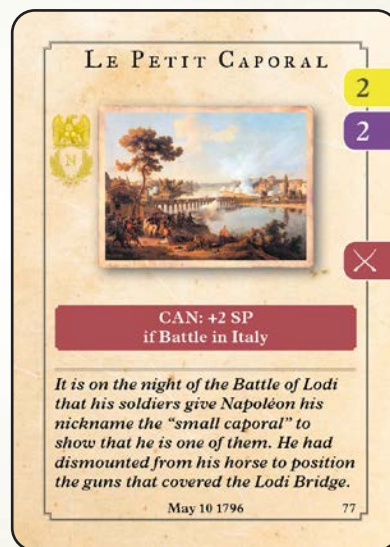 Le Petit Caporal
2
2
N
CAN: +2 SP
if Battle in Italy
It is on the night of the Battle of Lodi
that his soldiers give Napoléon his
nickname the “small caporal” to
show that he is one of them. He had
dismounted from his horse to position
the guns that covered the Lodi Bridge.
May 10 1796 77